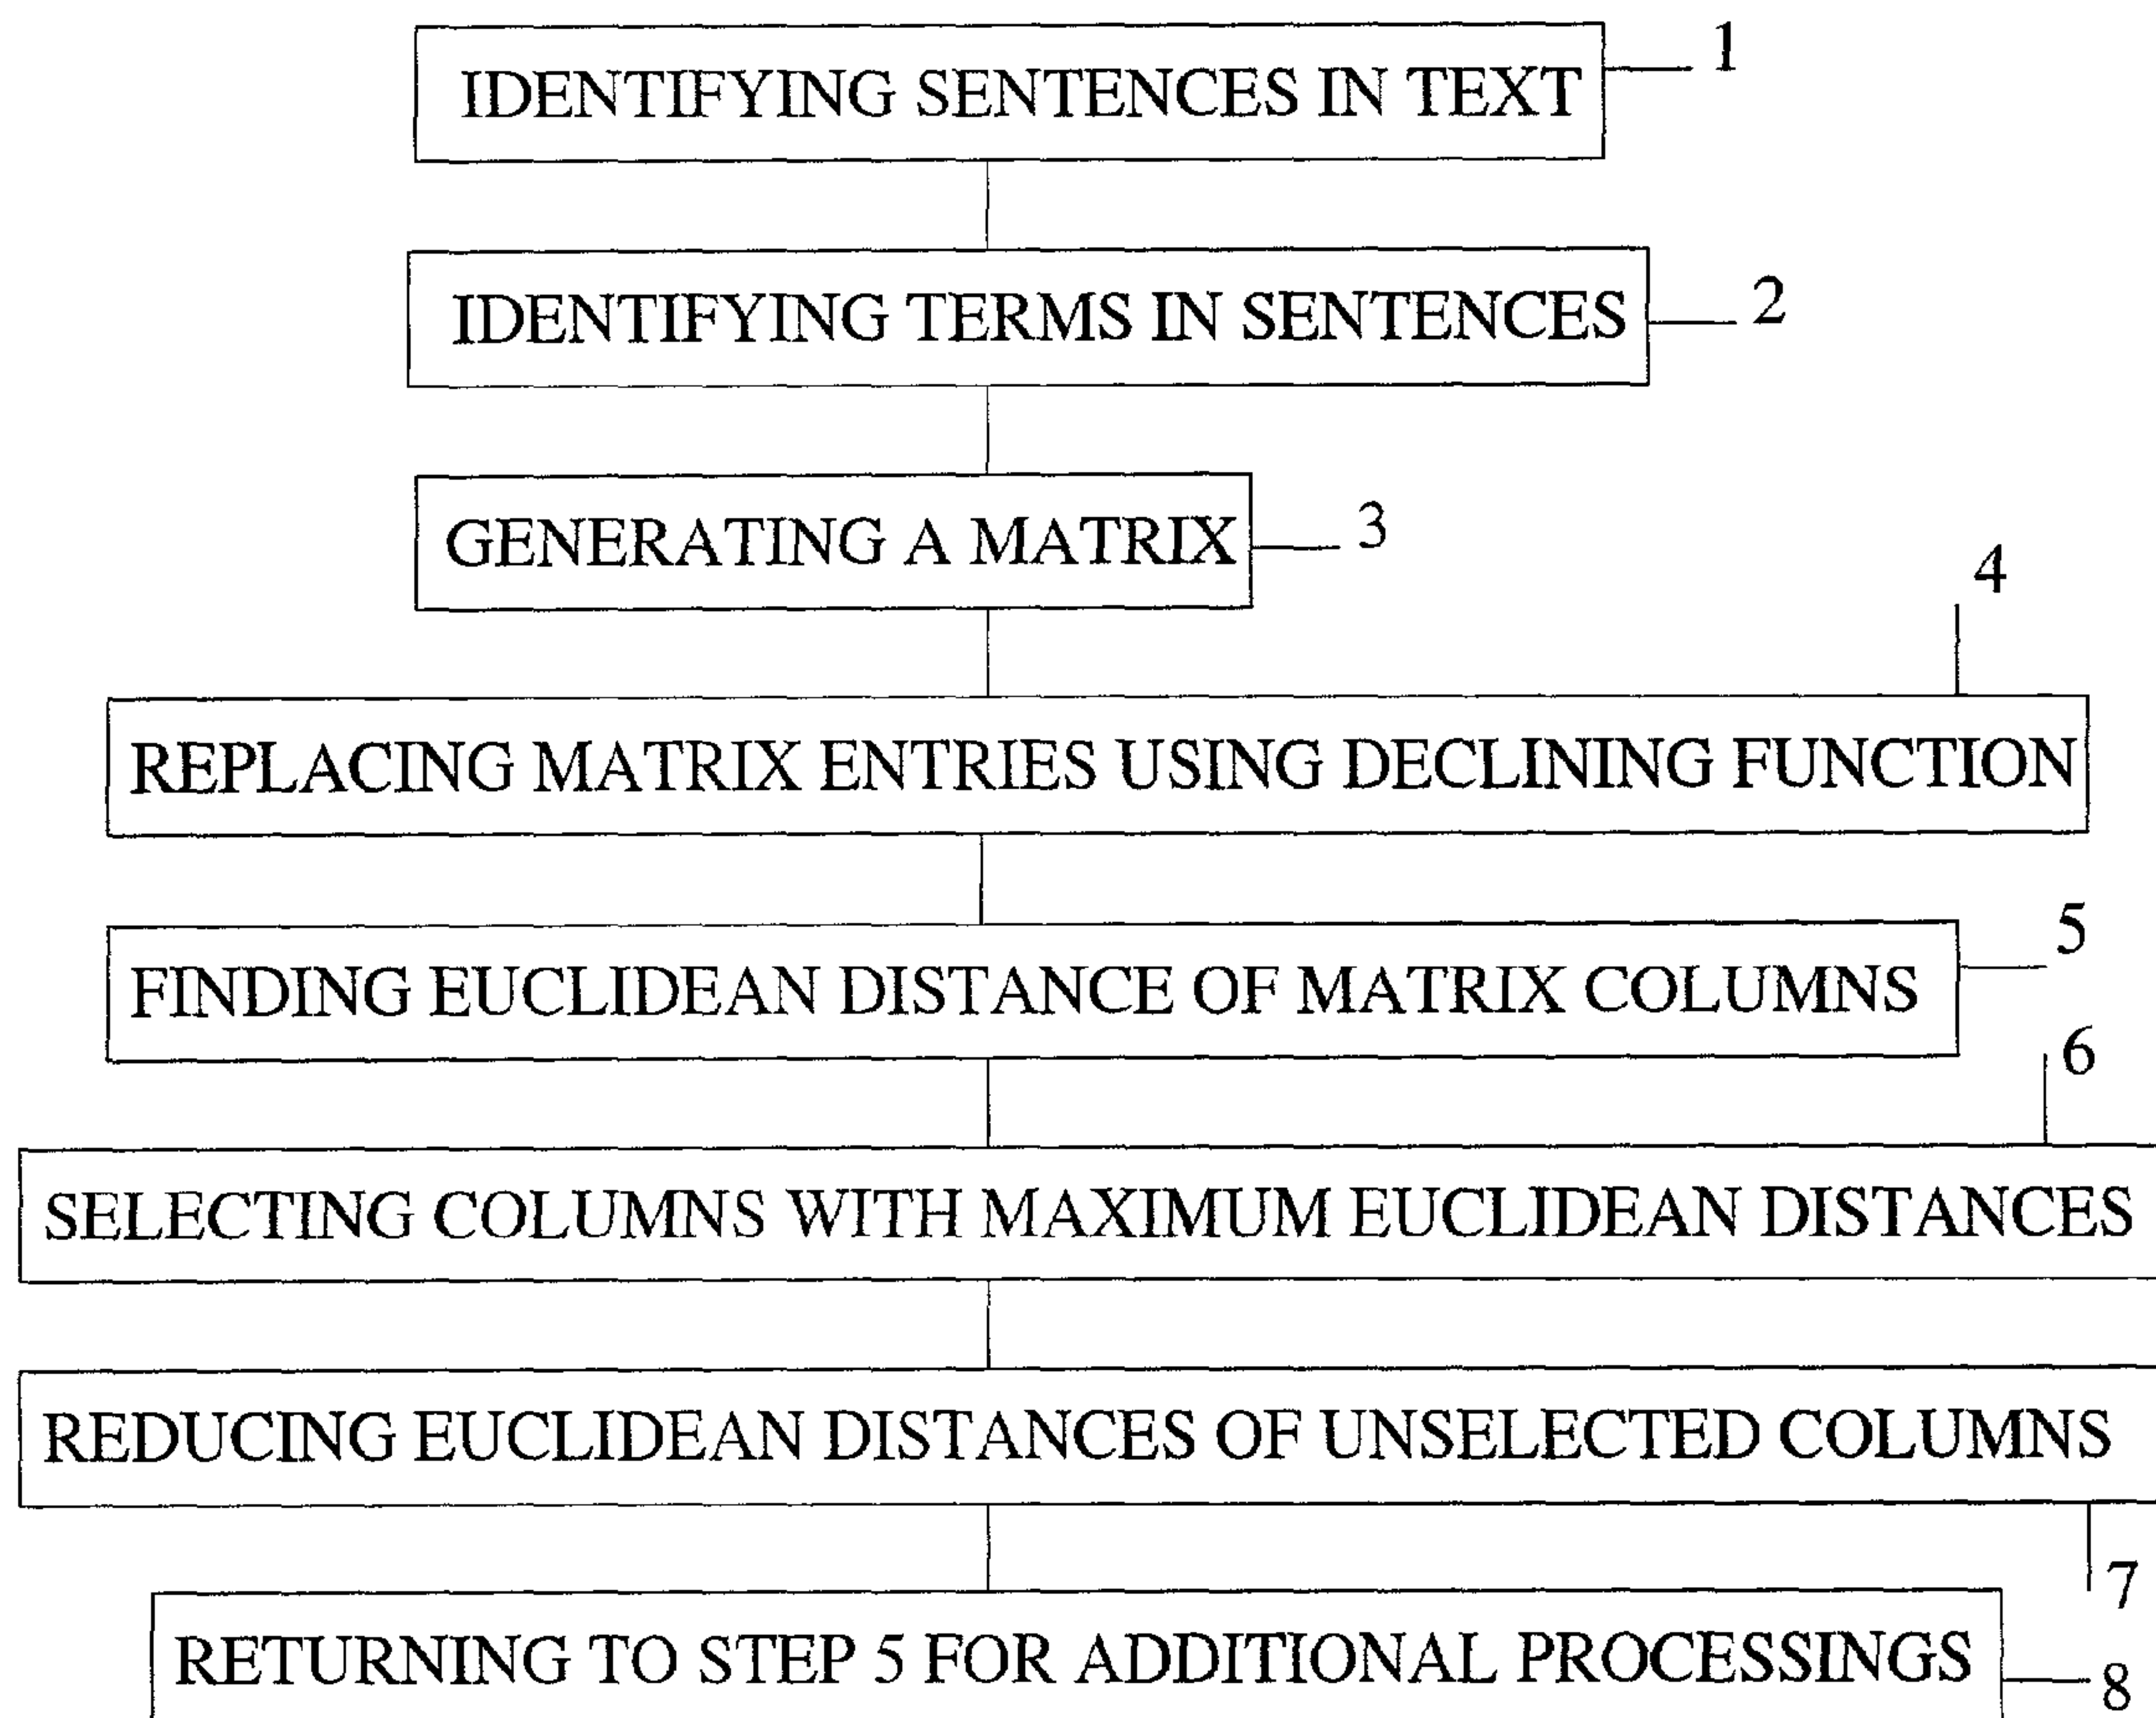 IDENTIFYING SENTENCES IN TEXT
1
IDENTIFYING TERMS IN SENTENCES
2
GENERATING A MATRIX
3
4
REPLACING MATRIX ENTRIES USING DECLINING FUNCTION
5
FINDING EUCLIDEAN DISTANCE OF MATRIX COLUMNS
6
SELECTING COLUMNS WITH MAXIMUM EUCLIDEAN DISTANCES
REDUCING EUCLIDEAN DISTANCES OF UNSELECTED COLUMNS
7
RETURNING TO STEP 5 FOR ADDITIONAL PROCESSINGS
8